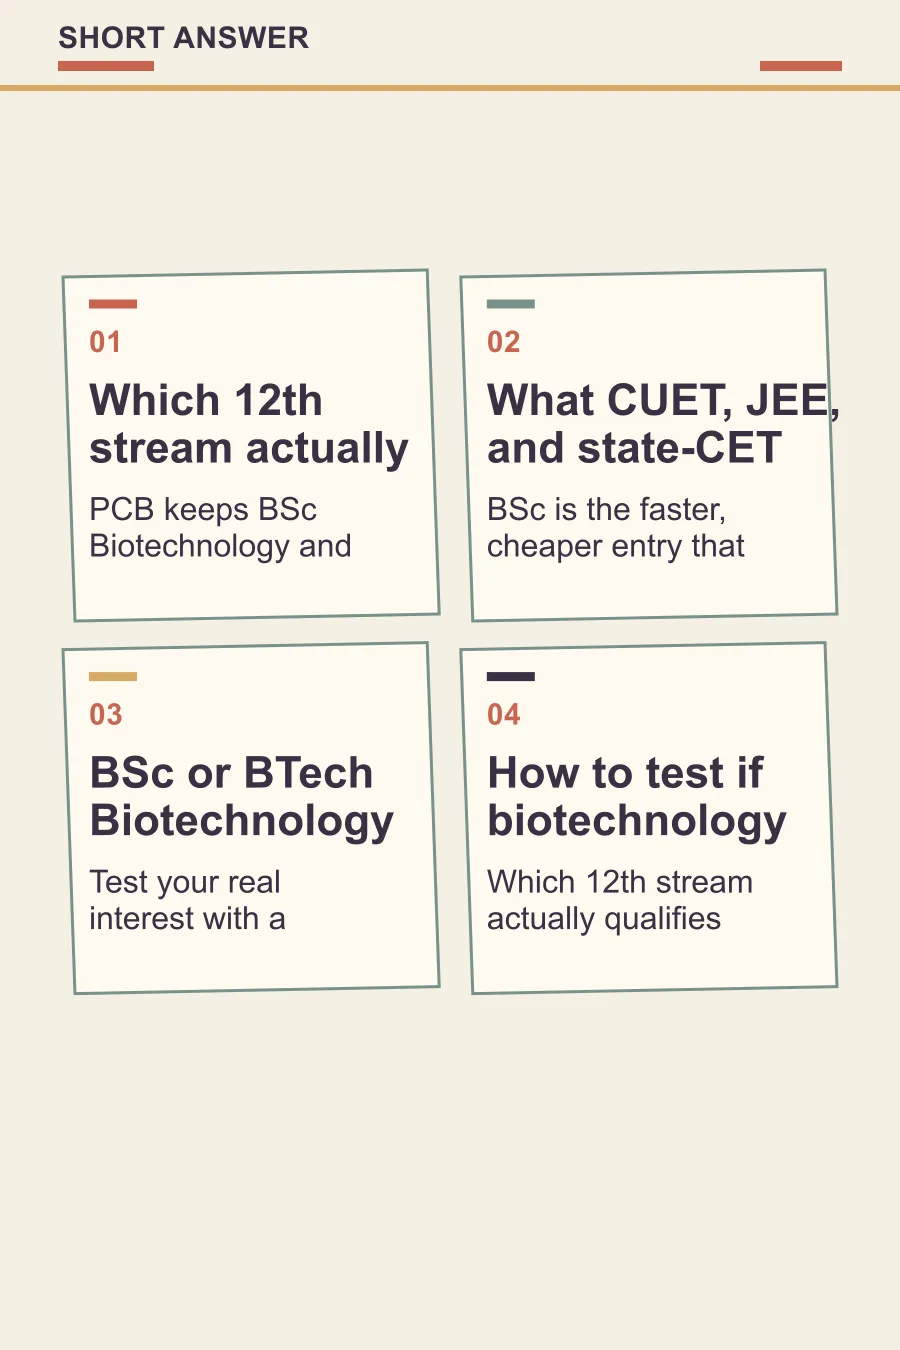 SHORT ANSWER
01
Which 12th
stream actually
PCB keeps BSc
Biotechnology and
02
What CUET, JEE,
and state-CET
BSc is the faster,
cheaper entry that
03
BSc or BTech
Biotechnology
Test your real
interest with a
04
How to test if
biotechnology
Which 12th stream
actually qualifies